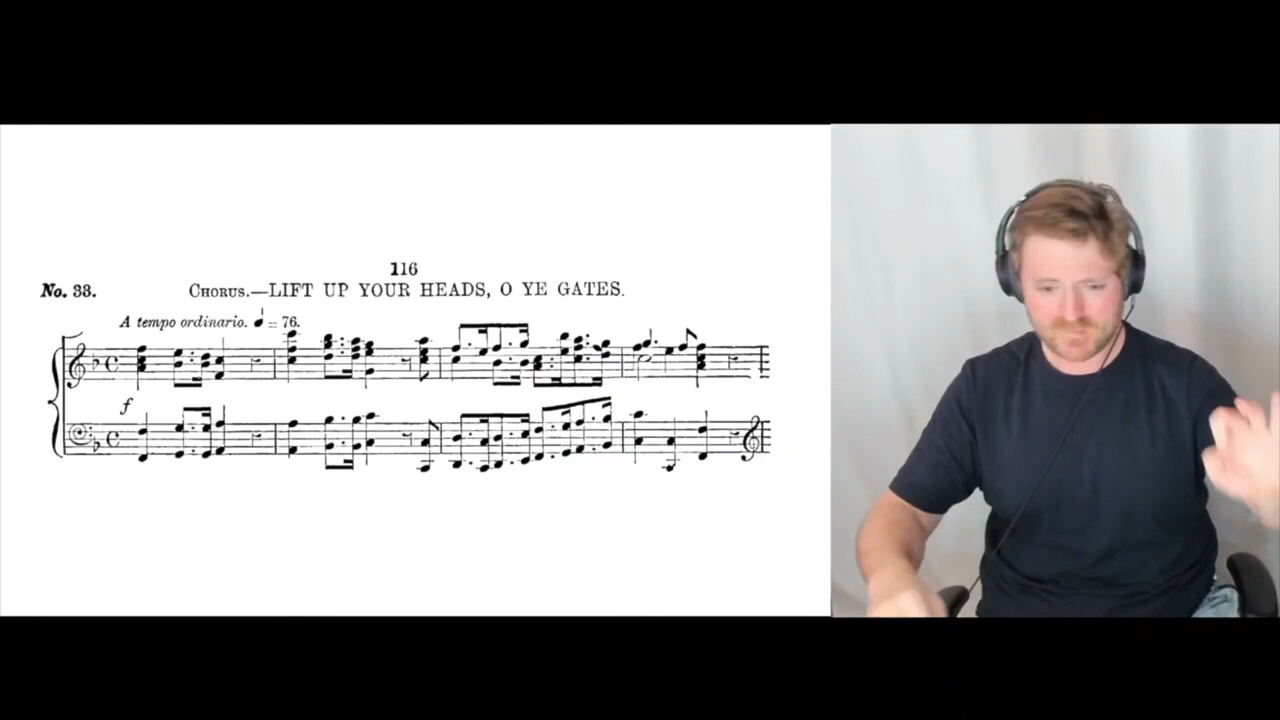 116
No. 33. CHORUS.—LIFT UP YOUR HEADS, O YE GATES.
A tempo ordinario. ♩ = 76.
f